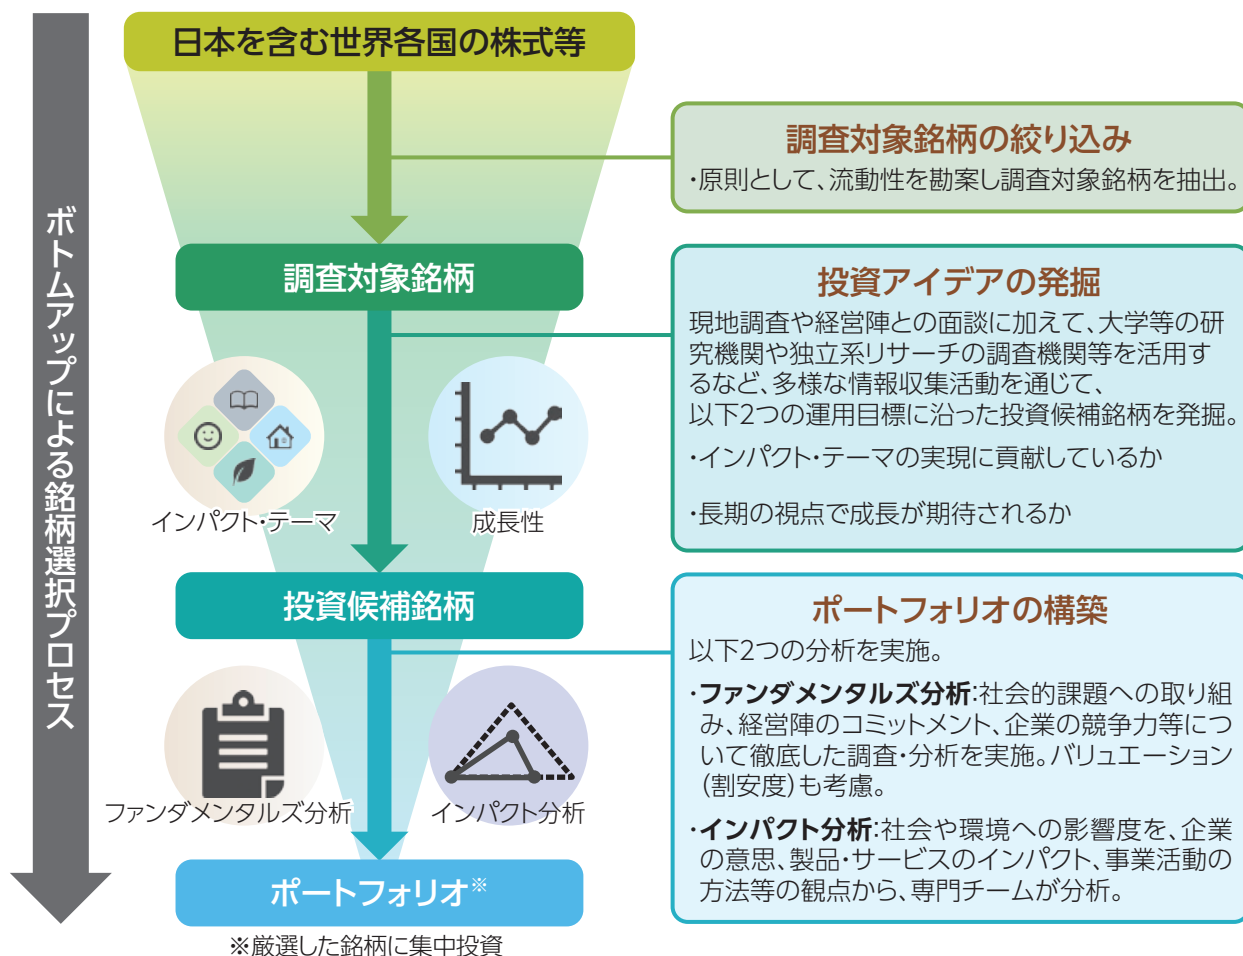 日本を含む世界各国の株式等
調査対象銘柄の絞り込み
・原則として、流動性を勘案し調査対象銘柄を抽出。
ボトムアップによる銘柄選択プロセス
調査対象銘柄
投資アイデアの発掘
現地調査や経営陣との面談に加えて、大学等の研
究機関や独立系リサーチの調査機関等を活用す
るなど、多様な情報収集活動を通じて、
以下2つの運用目標に沿った投資候補銘柄を発掘。
・インパクト・テーマの実現に貢献しているか
・長期の視点で成長が期待されるか
インパクト・テーマ
成長性
投資候補銘柄
ポートフォリオの構築
以下2つの分析を実施。
・ファンダメンタルズ分析:社会的課題への取り組
み、経営陣のコミットメント、企業の競争力等につ
いて徹底した調査・分析を実施。バリュエーション
(割安度)も考慮。
・インパクト分析:社会や環境への影響度を、企業
の意思、製品・サービスのインパクト、事業活動の
方法等の観点から、専門チームが分析。
ファンダメンタルズ分析
インパクト分析
ポートフォリオ※
※厳選した銘柄に集中投資